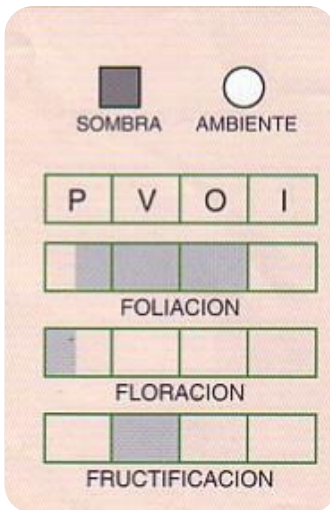 SOMBRA AMBIENTE
P V O I
FOLIACION
FLORACION
FRUCTIFICACION